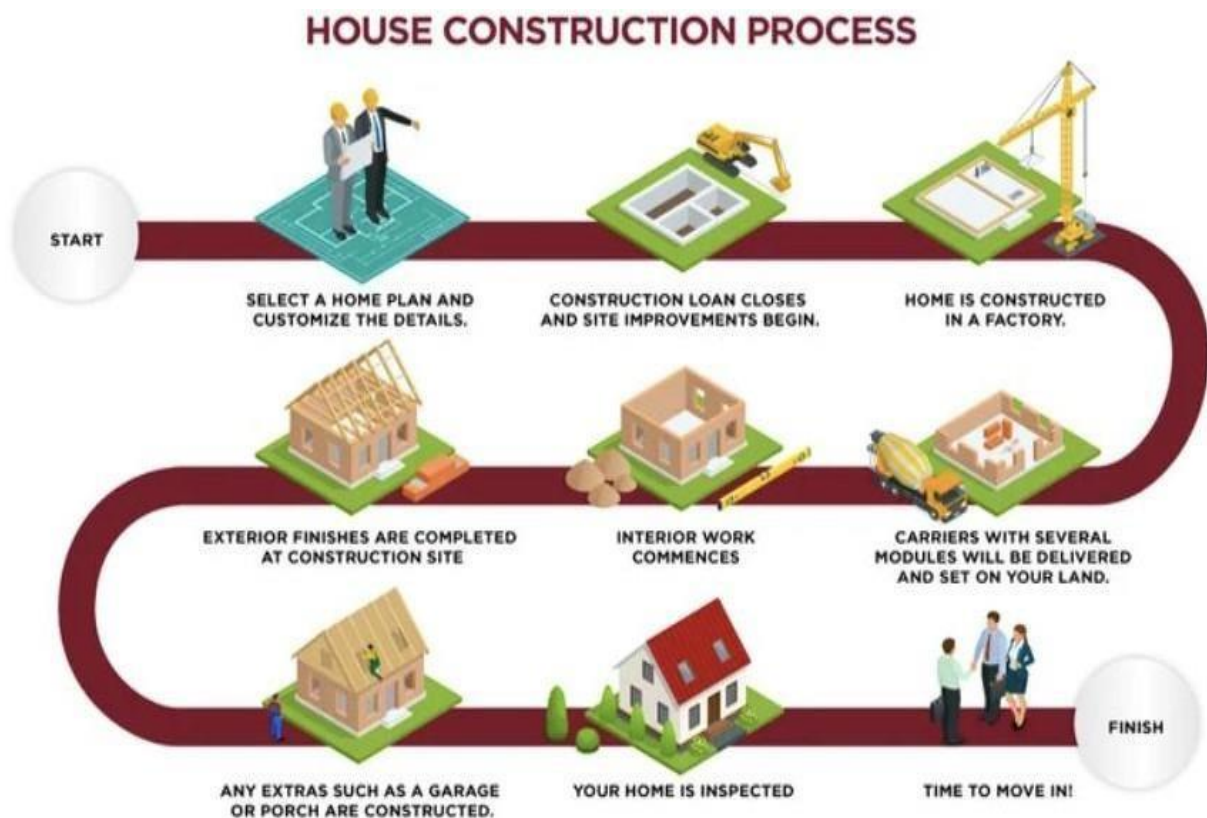 HOUSE CONSTRUCTION PROCESS
START
SELECT A HOME PLAN AND
CUSTOMIZE THE DETAILS.
CONSTRUCTION LOAN CLOSES
AND SITE IMPROVEMENTS BEGIN.
HOME IS CONSTRUCTED
IN A FACTORY.
CARRIERS WITH SEVERAL
MODULES WILL BE DELIVERED
AND SET ON YOUR LAND.
INTERIOR WORK
COMMENCES
EXTERIOR FINISHES ARE COMPLETED
AT CONSTRUCTION SITE
ANY EXTRAS SUCH AS A GARAGE
OR PORCH ARE CONSTRUCTED.
YOUR HOME IS INSPECTED
TIME TO MOVE IN!
FINISH